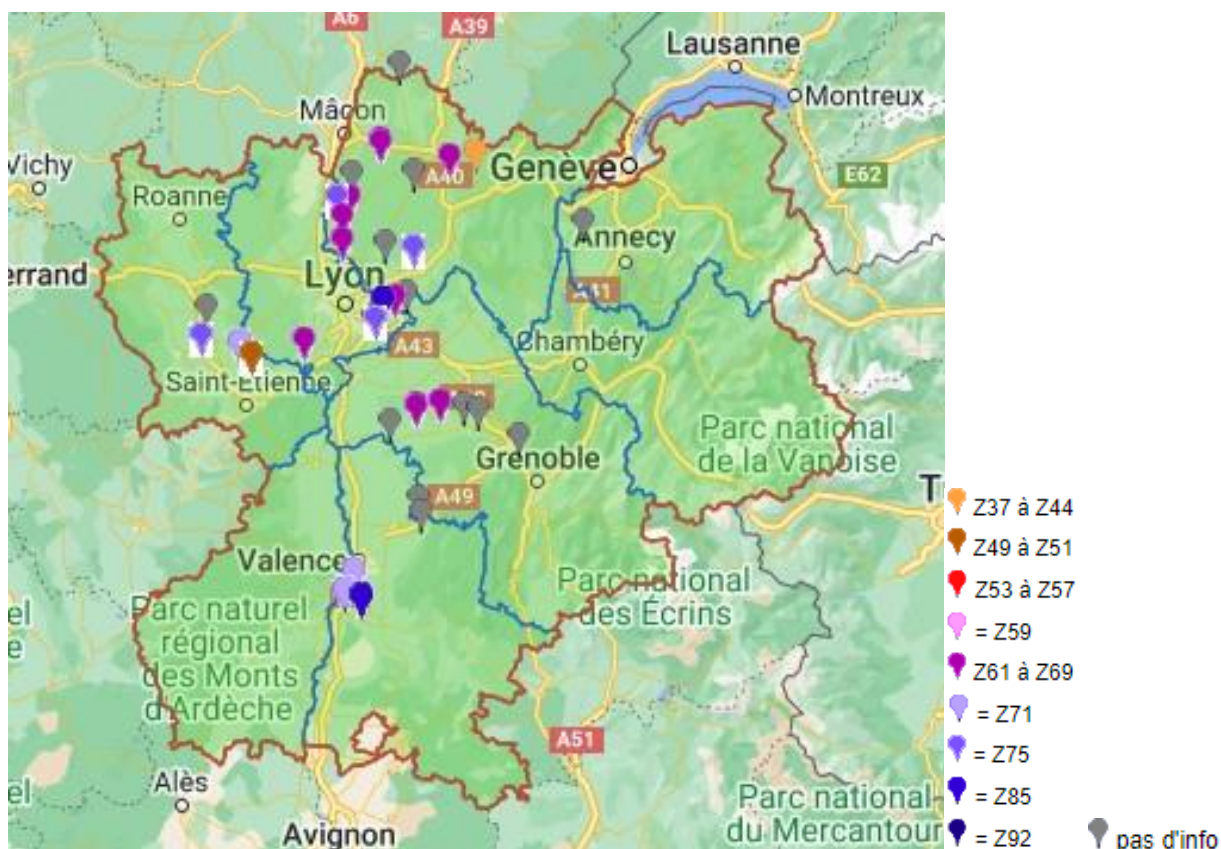 A6
A39
Lausanne
Montreux
Mâcon
Vichy
Genève
A40
E62
Roanne
Annecy
errand
Lyon
A41
A43
Chambéry
Saint-Etienne
Parc national
de la Vanoise
Grenoble
A49
Valence
Parc national
des Écrins
Parc naturel
régional
des Monts
d'Ardèche
A51
Alès
Parc national
du Mercantour
Avignon
Z37 à Z44
Z49 à Z51
Z53 à Z57
= Z59
Z61 à Z69
= Z71
= Z75
= Z85
= Z92
pas d'info